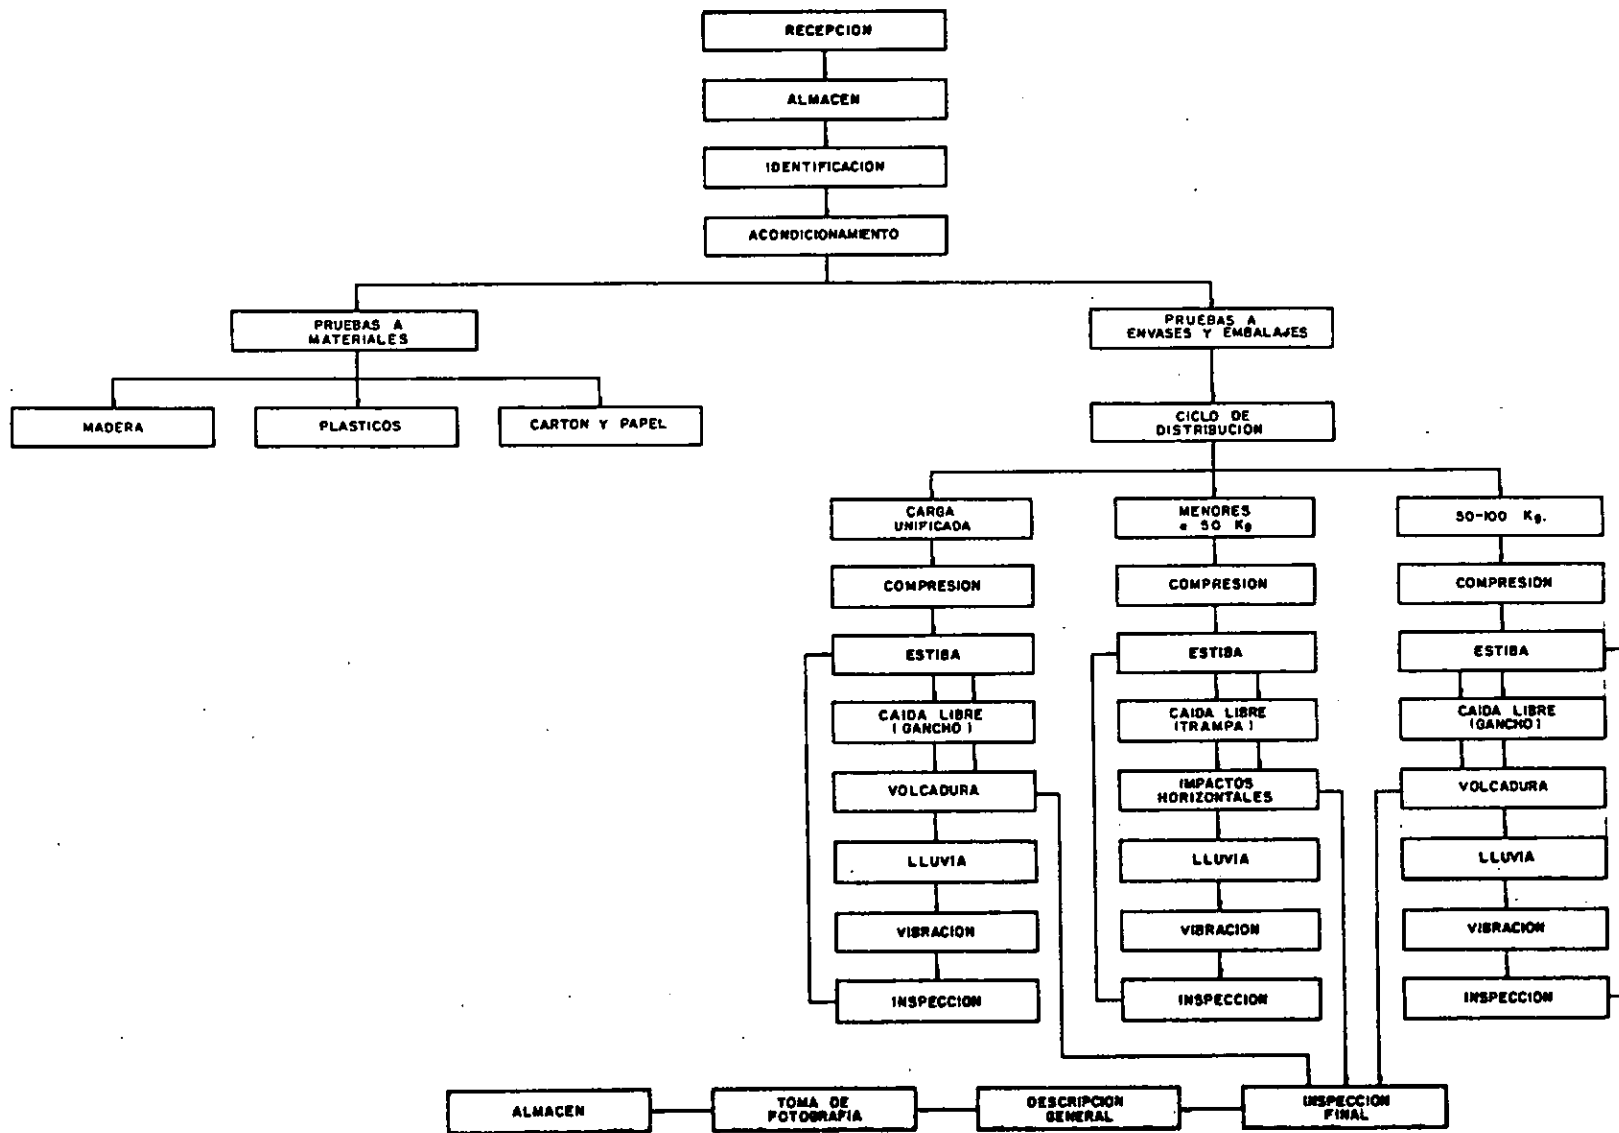 RECEPCION
ALMACEN
IDENTIFICACION
ACONDICIONAMIENTO
PRUEBAS A
MATERIALES
PRUEBAS A
ENVASES Y EMBALAJES
MADERA
PLASTICOS
CARTON Y PAPEL
CICLO DE
DISTRIBUCION
CARGA
UNIFICADA
MENORES
a 50 Kg
50-100 Kg.
COMPRESION
COMPRESION
COMPRESION
ESTIBA
ESTIBA
ESTIBA
CAIDA LIBRE
(GANCHO)
CAIDA LIBRE
(TRAMPA)
CAIDA LIBRE
(GANCHO)
VOLCADURA
IMPACTOS
HORIZONTALES
VOLCADURA
LLUVIA
LLUVIA
LLUVIA
VIBRACION
VIBRACION
VIBRACION
INSPECCION
INSPECCION
INSPECCION
ALMACEN
TOMA DE
FOTOGRAFIA
DESCRIPCION
GENERAL
INSPECCION
FINAL